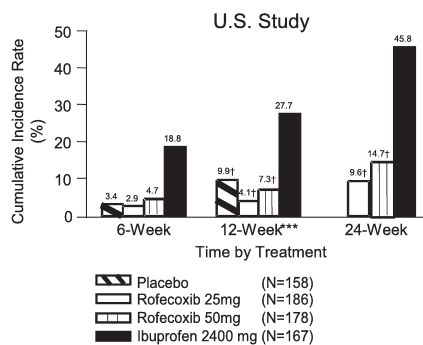 U.S. Study
Cumulative Incidence Rate
(%)
50
40
30
20
10
0
3.4
2.9
4.7
18.8
9.9†
4.1†
7.3†
27.7
9.6†
14.7†
45.8
6-Week
12-Week***
24-Week
Time by Treatment
Placebo (N=158)
Rofecoxib 25mg (N=186)
Rofecoxib 50mg (N=178)
Ibuprofen 2400 mg (N=167)